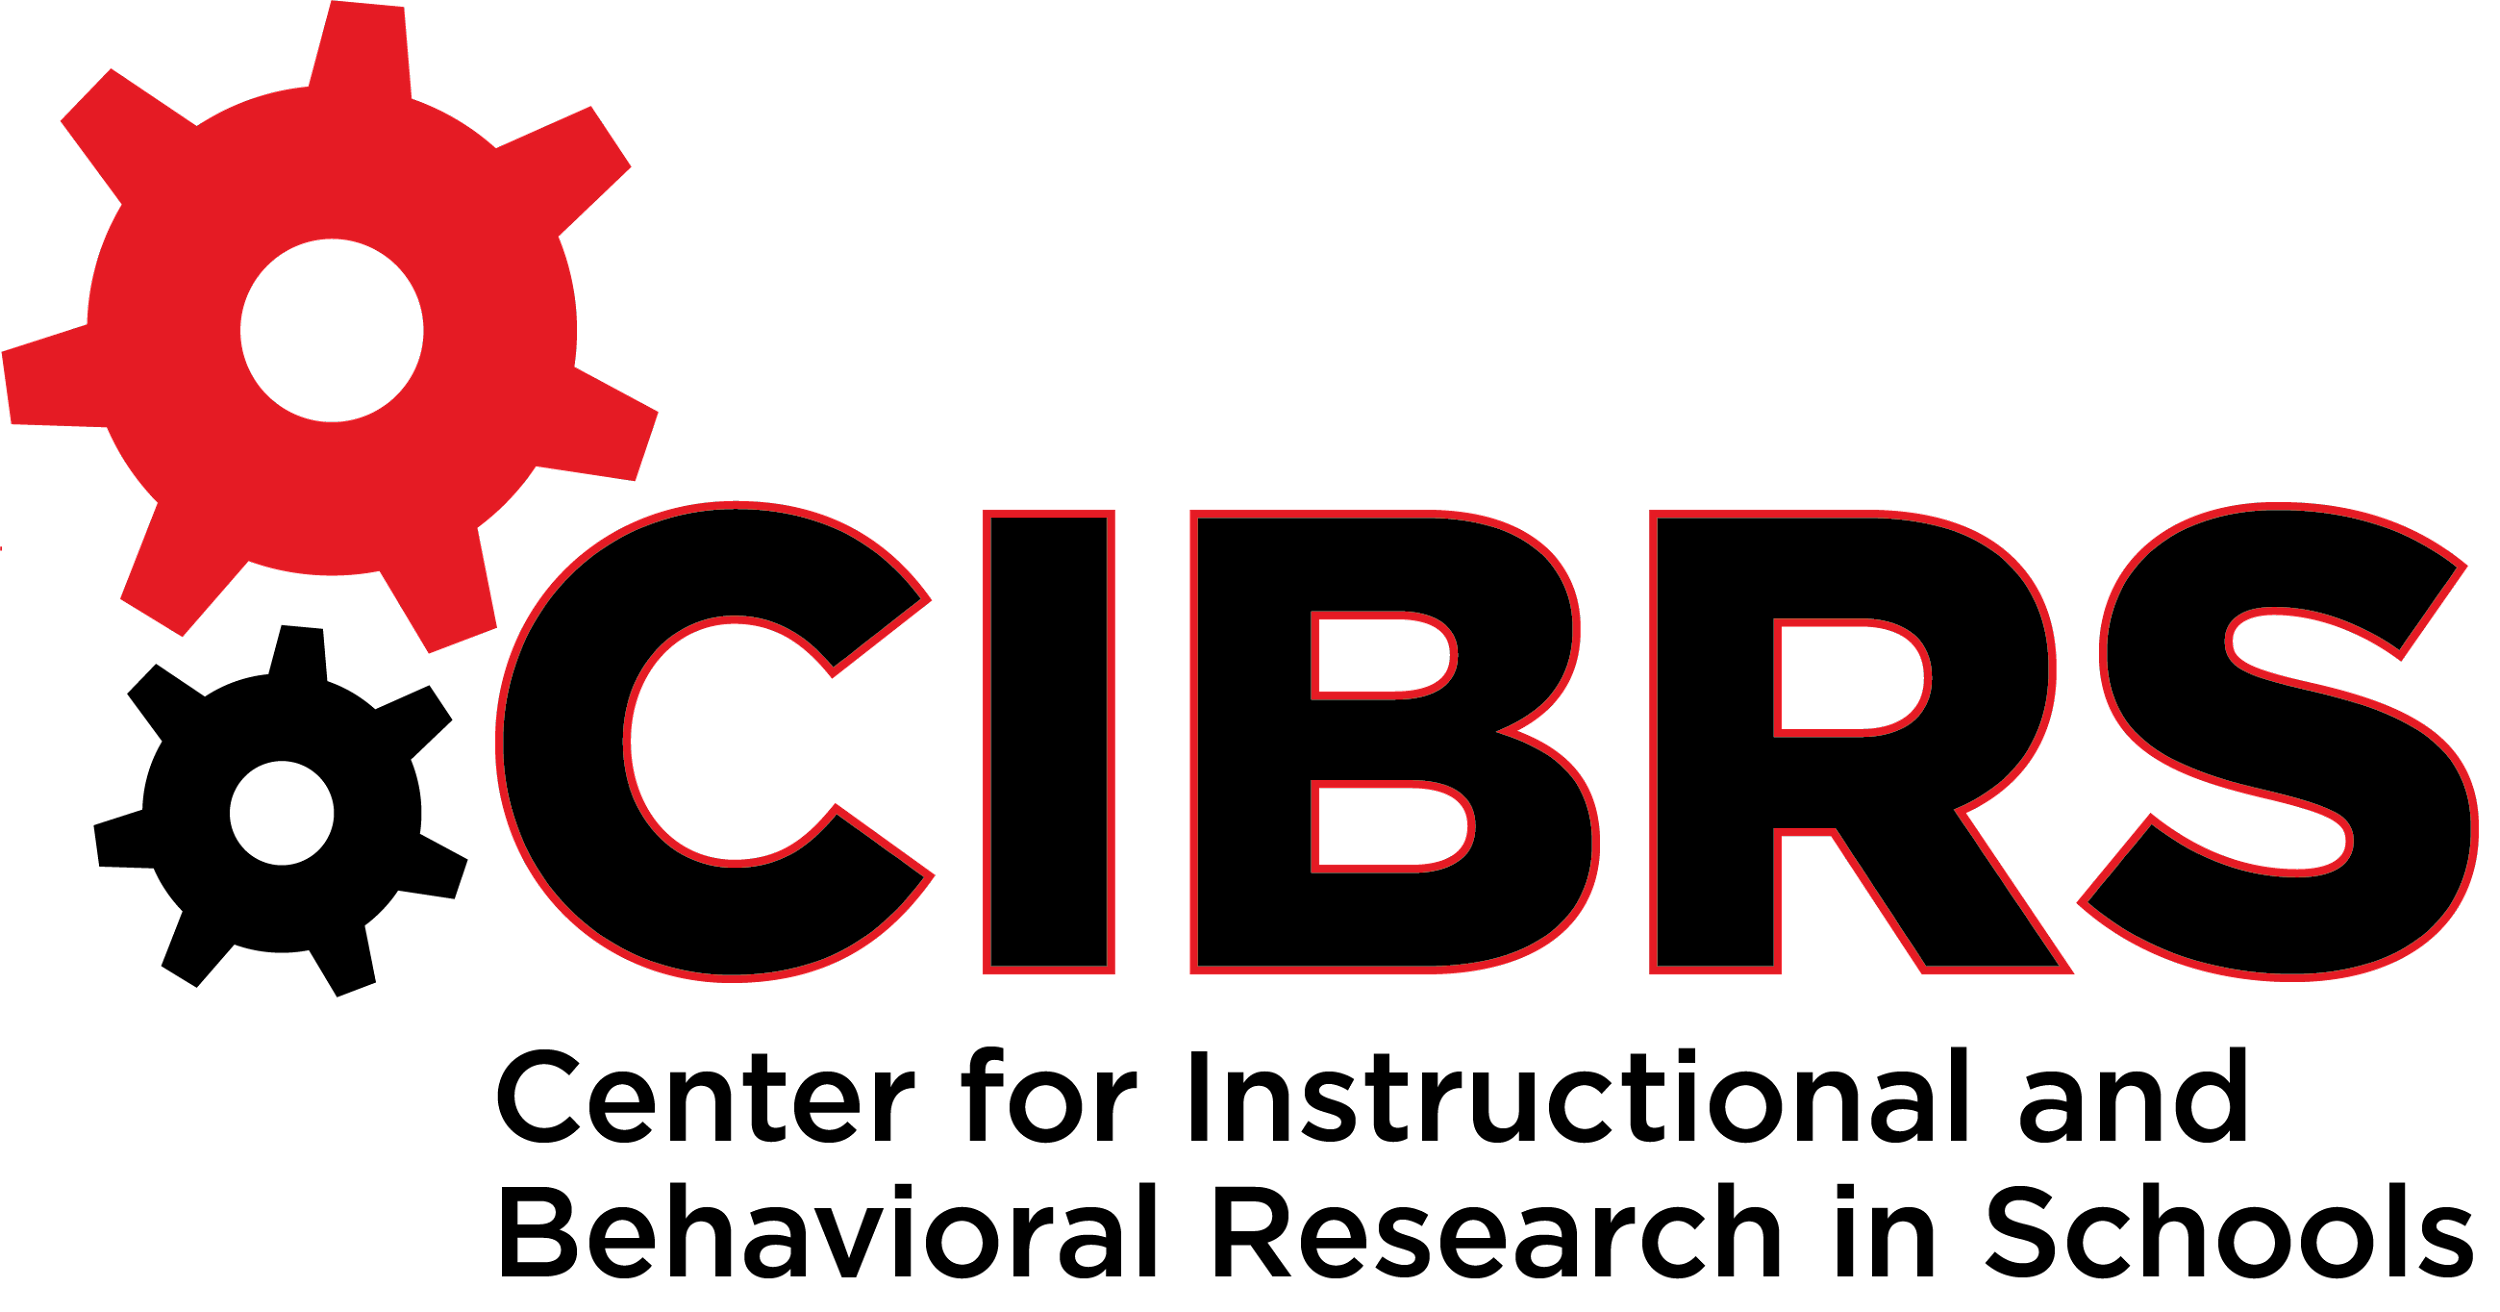 CIBRS
Center for Instructional and
Behavioral Research in Schools